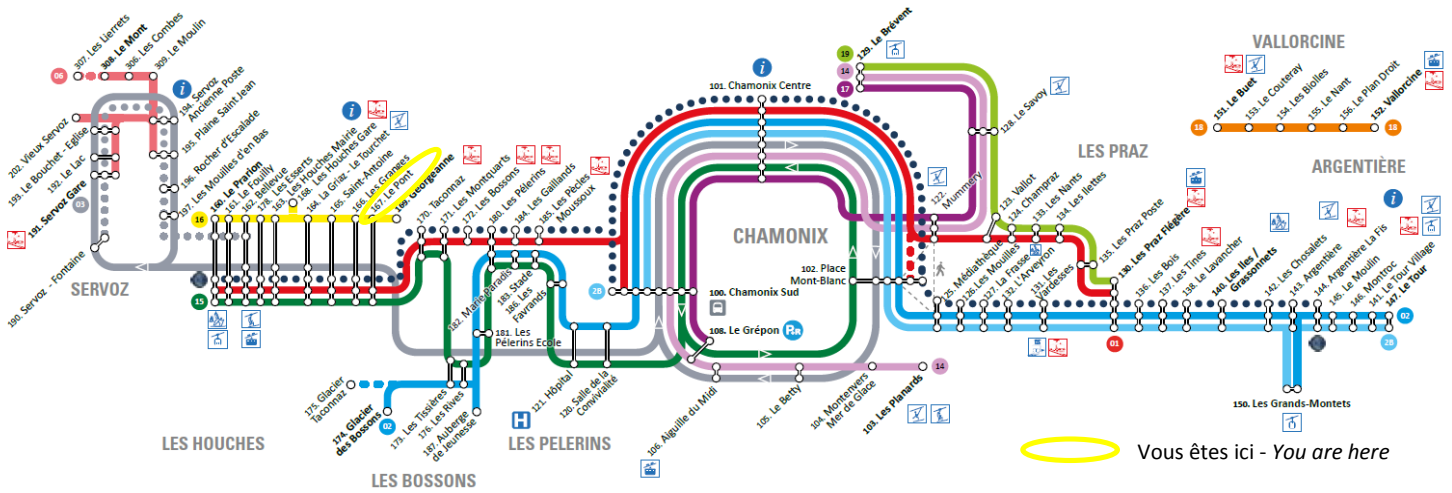 307. Les Lierrets
308. Le Mont
306. Les Combes
309. Le Moulin
06
194. Servoz
Ancienne Poste
195. Plaine Saint Jean
196. Rocher d'Escalade
197. Les Mouilles d'en Bas
202. Vieux Servoz
193. Le Bouchet - Eglise
192. Le Lac
191. Servoz Gare
03
190. Servoz - Fontaine
SERVOZ
16
160. Le Prarion
161. Le Fouilly
162. Bellevue
178. Les Esserts
163. Les Houches Mairie
168. Les Houches Gare
164. La Griaz - La Tourchet
165. Saint-Antoine
166. Les Granges
167. Le Pont
169. Georgeanne
15
LES HOUCHES
170. Taconnaz
171. Les Montquarts
172. Les Bossons
180. Les Pèlerins
184. Les Gaillands
185. Les Pècles
Moussoux
182. Marie Paradis
183. Stade
186. Les
Favrands
181. Les
Pélerins Ecole
175. Glacier
Taconnaz
174. Glacier
des Bossons
02
173. Les Tissières
176. Les Rives
187. Auberge
de Jeunesse
LES BOSSONS
H
121. Hôpital
120. Salle de la
Convivialité
LES PELERINS
2B
101. Chamonix Centre
CHAMONIX
102. Place
Mont-Blanc
100. Chamonix Sud
108. Le Grépon
P+R
106. Aiguille du Midi
105. Le Betty
104. Montenvers
Mer de Glace
103. Les Planards
14
19
14
17
129. Le Brévent
128. Le Savoy
122.
Mummery
123. Vallot
124. Champraz
133. Les Nants
134. Les Ilettes
LES PRAZ
135. Les Praz Poste
130. Les Praz Flégère
125. Médiathèque
126. Les Mouilles
127. La Frasse
132. L'Arveyron
131. Les
Vardesses
01
136. Les Bois
137. Les Tines
138. Le Lavancher
140. Les Iles /
Grassonnets
142. Les Chosalets
143. Argentière
144. Argentière La Fis
145. Le Moulin
146. Montroc
141. Le Tour Village
147. Le Tour
02
2B
ARGENTIÈRE
150. Les Grands-Montets
VALLORCINE
18
151. Le Buet
153. Le Couteray
154. Les Biolles
155. Le Nant
156. Le Plan Droit
152. Vallorcine
18
Vous êtes ici - You are here